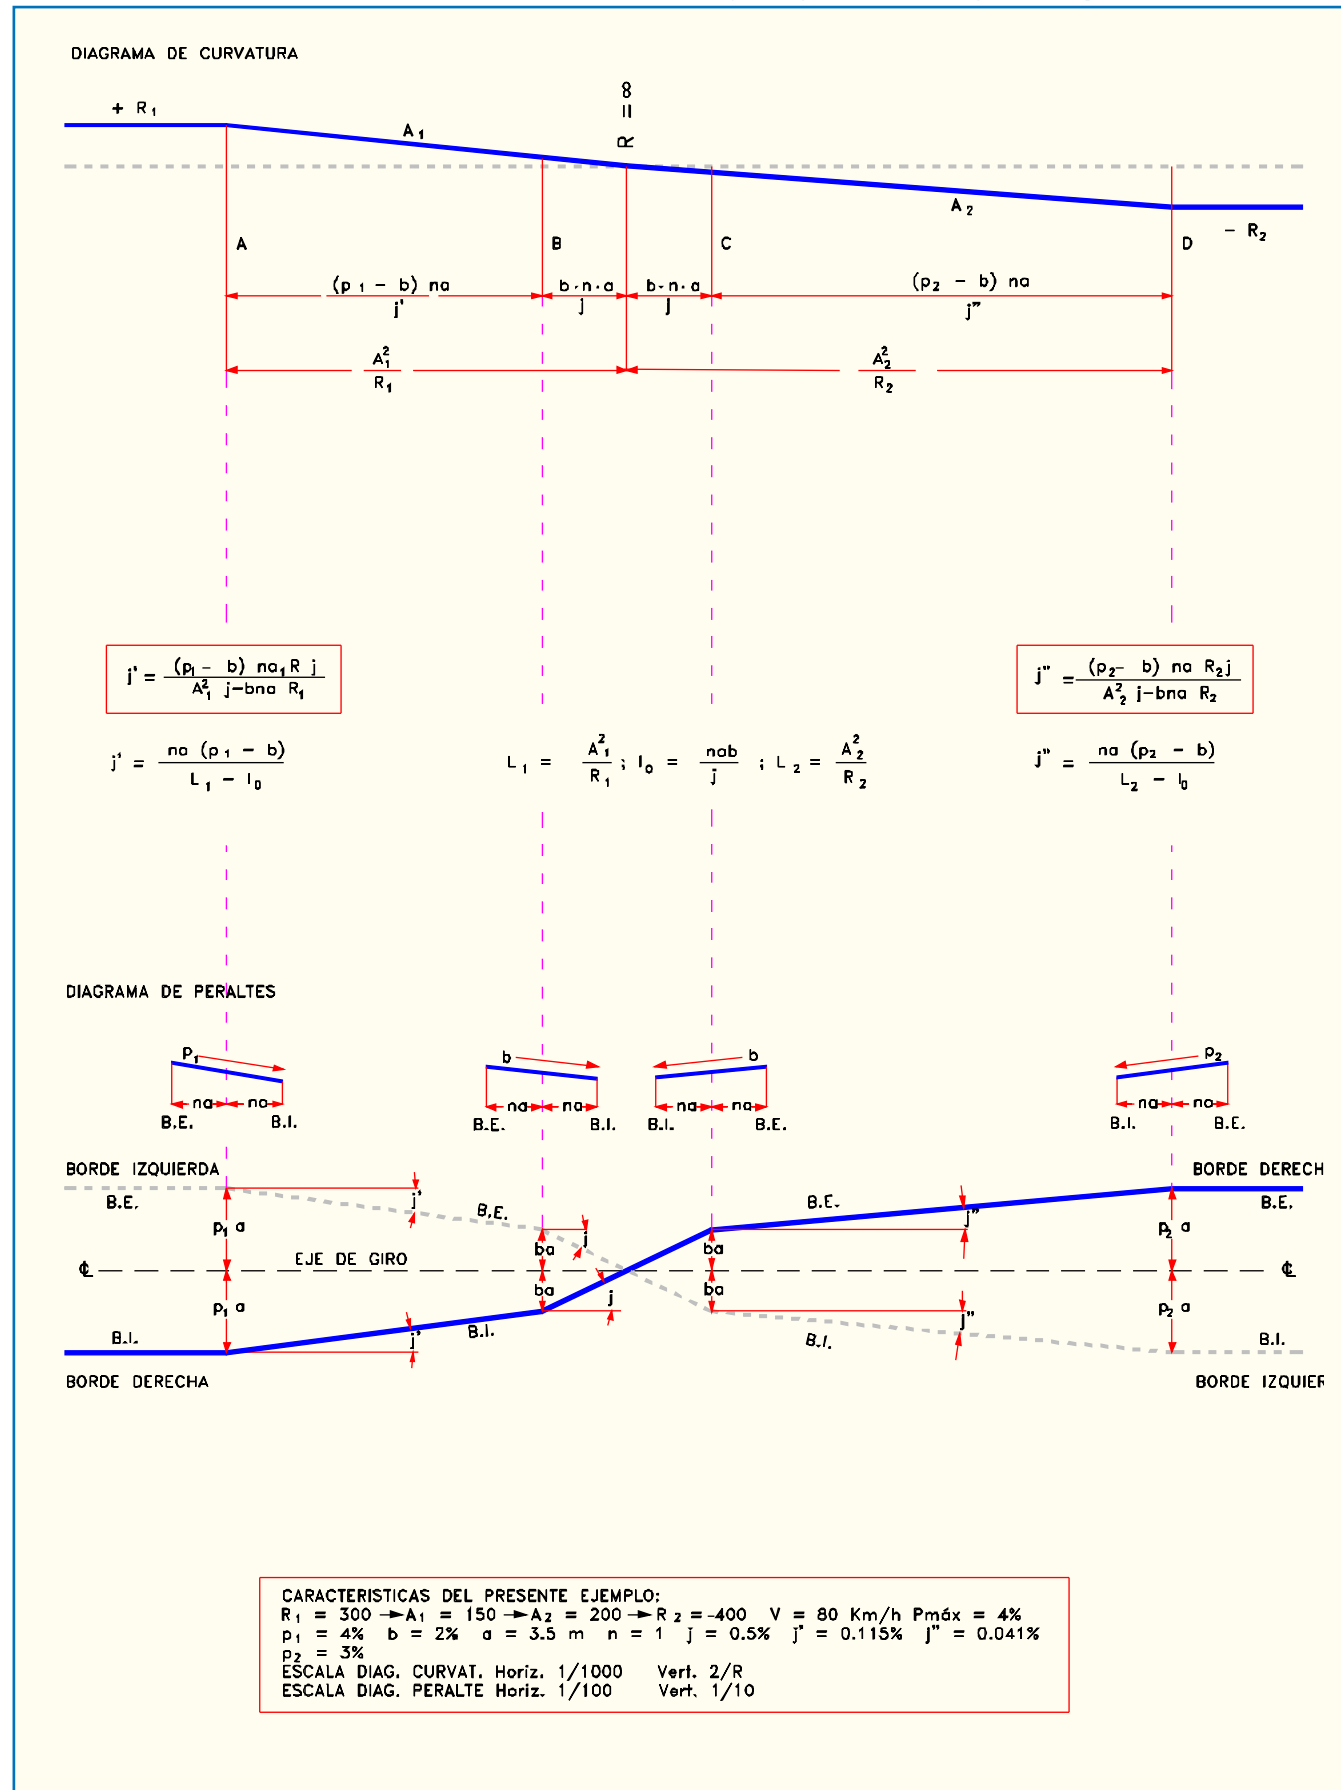 DIAGRAMA DE CURVATURA
+ R₁
A₁
R = ∞
A₂
- R₂
A
B
C
D
(p₁ - b) na / j'
b·n·a / j
b·n·a / j
(p₂ - b) na / j"
A₁² / R₁
A₂² / R₂
j' = (p₁ - b) na₁R j / A₁² j-bna R₁
j" = (p₂- b) na R₂j / A₂² j-bna R₂
j' = na (p₁ - b) / L₁ - l₀
L₁ = A₁² / R₁ ; l₀ = nab / j ; L₂ = A₂² / R₂
j" = na (p₂ - b) / L₂ - l₀
DIAGRAMA DE PERALTES
p₁
b
b
p₂
na na
na na
na na
na na
B.E. B.I.
B.E. B.I.
B.I. B.E.
B.I. B.E.
BORDE IZQUIERDA
BORDE DERECH
B.E.
j'
B.E.
B.E.
j"
B.E.
p₁ a
ba
j
ba
p₂ a
EJE DE GIRO
℄
℄
p₁ a
ba
j
ba
p₂ a
B.I.
j'
B.I.
B.I.
j"
B.I.
BORDE DERECHA
BORDE IZQUIER
CARACTERISTICAS DEL PRESENTE EJEMPLO:
R₁ = 300 → A₁ = 150 → A₂ = 200 → R₂ = -400 V = 80 Km/h Pmáx = 4%
p₁ = 4% b = 2% a = 3.5 m n = 1 j = 0.5% j' = 0.115% j" = 0.041%
p₂ = 3%
ESCALA DIAG. CURVAT. Horiz. 1/1000 Vert. 2/R
ESCALA DIAG. PERALTE Horiz. 1/100 Vert. 1/10